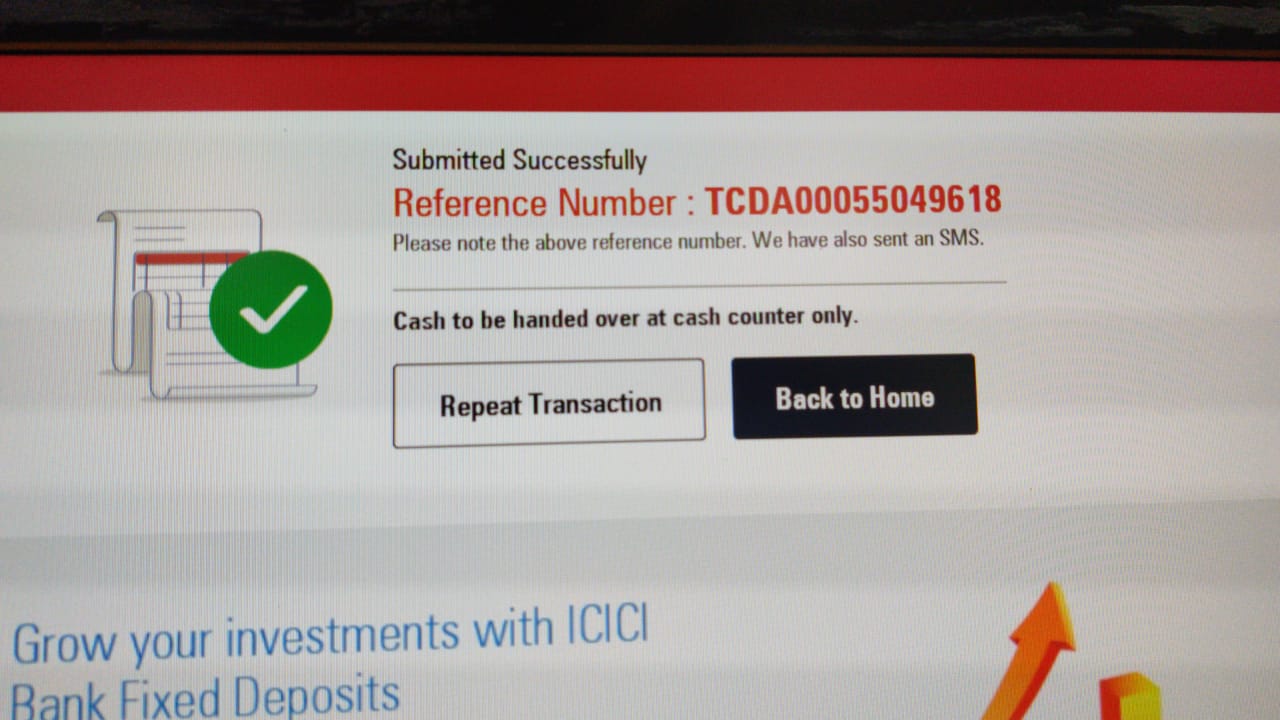 Submitted Successfully
Reference Number : TCDA00055049618
Please note the above reference number. We have also sent an SMS.
Cash to be handed over at cash counter only.
Repeat Transaction
Back to Home
Grow your investments with ICICI
Bank Fixed Deposits